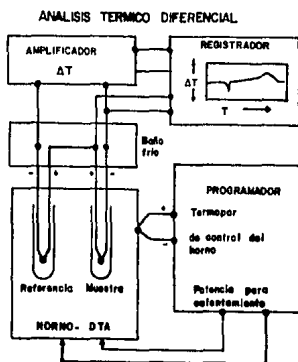 ANALISIS TERMICO DIFERENCIAL
AMPLIFICADOR
ΔT
REGISTRADOR
ΔT
T
Baño
frio
- + + -
PROGRAMADOR
+
Termopar
-
de control del
horno
Potencia para
calentamiento
Referencia Muestra
HORNO- DTA